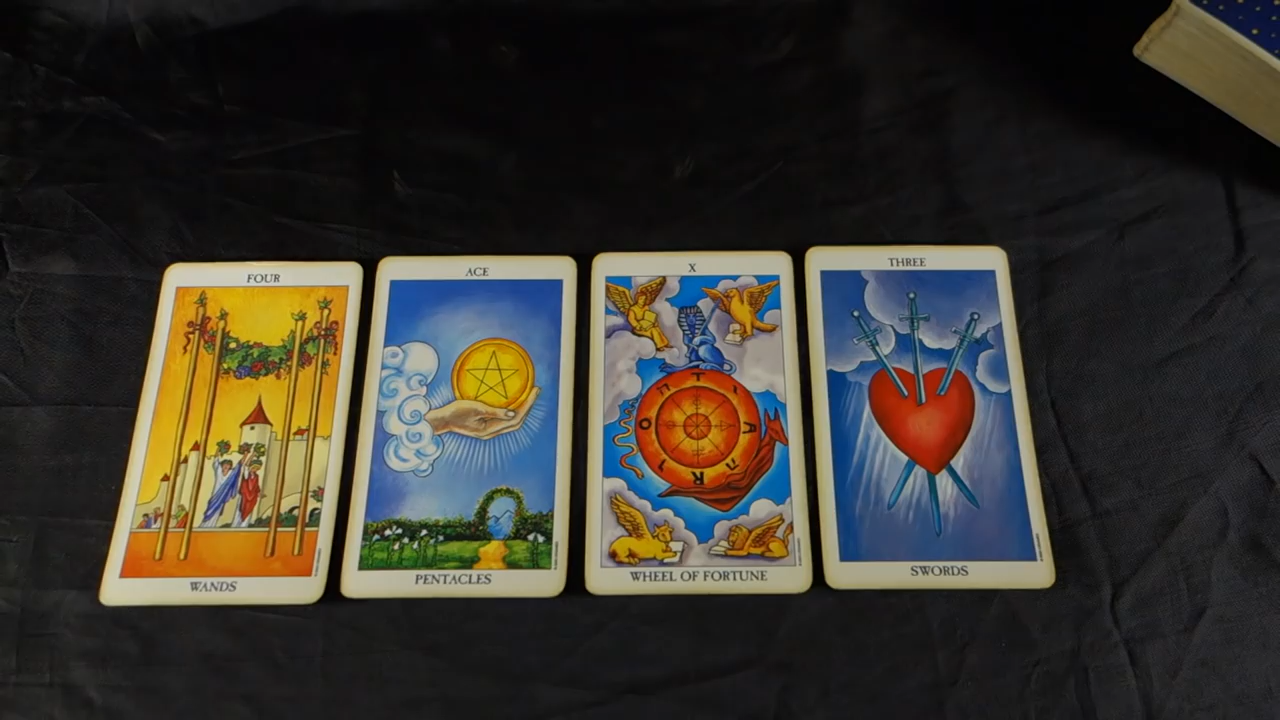 FOUR
WANDS
ACE
PENTACLES
X
WHEEL OF FORTUNE
THREE
SWORDS